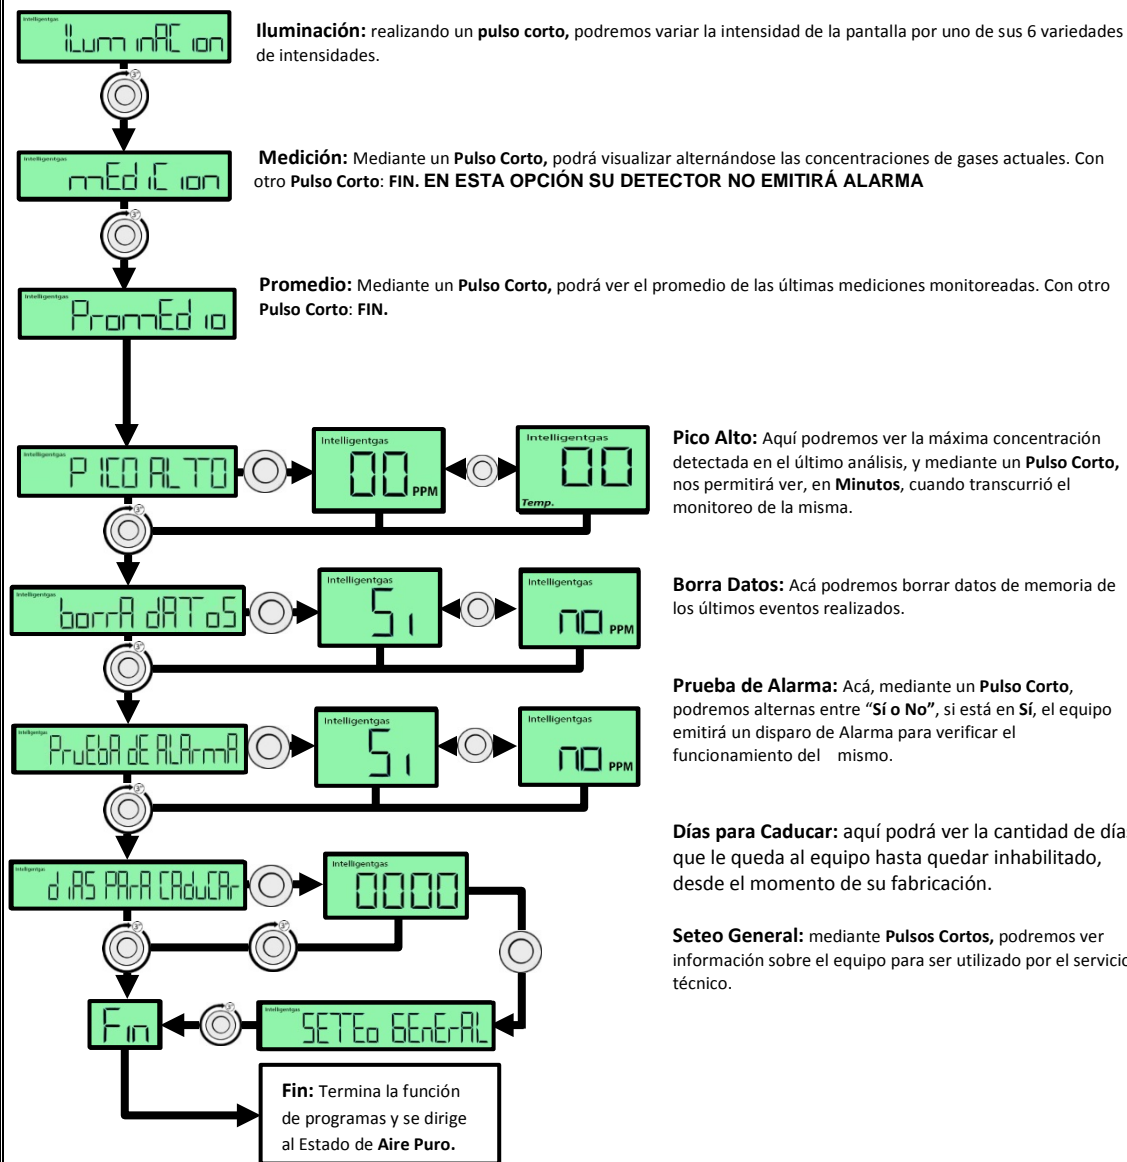 Intelligentgas
ILuminACion
Iluminación: realizando un pulso corto, podremos variar la intensidad de la pantalla por uno de sus 6 variedades
de intensidades.
3"
Intelligentgas
mEdiCion
Medición: Mediante un Pulso Corto, podrá visualizar alternándose las concentraciones de gases actuales. Con
otro Pulso Corto: FIN. EN ESTA OPCIÓN SU DETECTOR NO EMITIRÁ ALARMA
3"
Intelligentgas
PromEdio
Promedio: Mediante un Pulso Corto, podrá ver el promedio de las últimas mediciones monitoreadas. Con otro
Pulso Corto: FIN.
Intelligentgas
PICO ALTO
Intelligentgas
00 PPM
Intelligentgas
00
Temp.
Pico Alto: Aquí podremos ver la máxima concentración
detectada en el último análisis, y mediante un Pulso Corto,
nos permitirá ver, en Minutos, cuando transcurrió el
monitoreo de la misma.
3"
Intelligentgas
borrA dAToS
Intelligentgas
Si
Intelligentgas
no PPM
Borra Datos: Acá podremos borrar datos de memoria de
los últimos eventos realizados.
3"
Intelligentgas
PruEbA dE ALArmA
Intelligentgas
Si
Intelligentgas
no PPM
Prueba de Alarma: Acá, mediante un Pulso Corto,
podremos alternas entre “Sí o No”, si está en Sí, el equipo
emitirá un disparo de Alarma para verificar el
funcionamiento del mismo.
3"
Intelligentgas
diAS PArA CAduCAr
Intelligentgas
0000
Días para Caducar: aquí podrá ver la cantidad de día
que le queda al equipo hasta quedar inhabilitado,
desde el momento de su fabricación.
3"
3"
Seteo General: mediante Pulsos Cortos, podremos ver
información sobre el equipo para ser utilizado por el servicio
técnico.
Fin
3"
Intelligentgas
SETEo GEnErAL
Fin: Termina la función
de programas y se dirige
al Estado de Aire Puro.